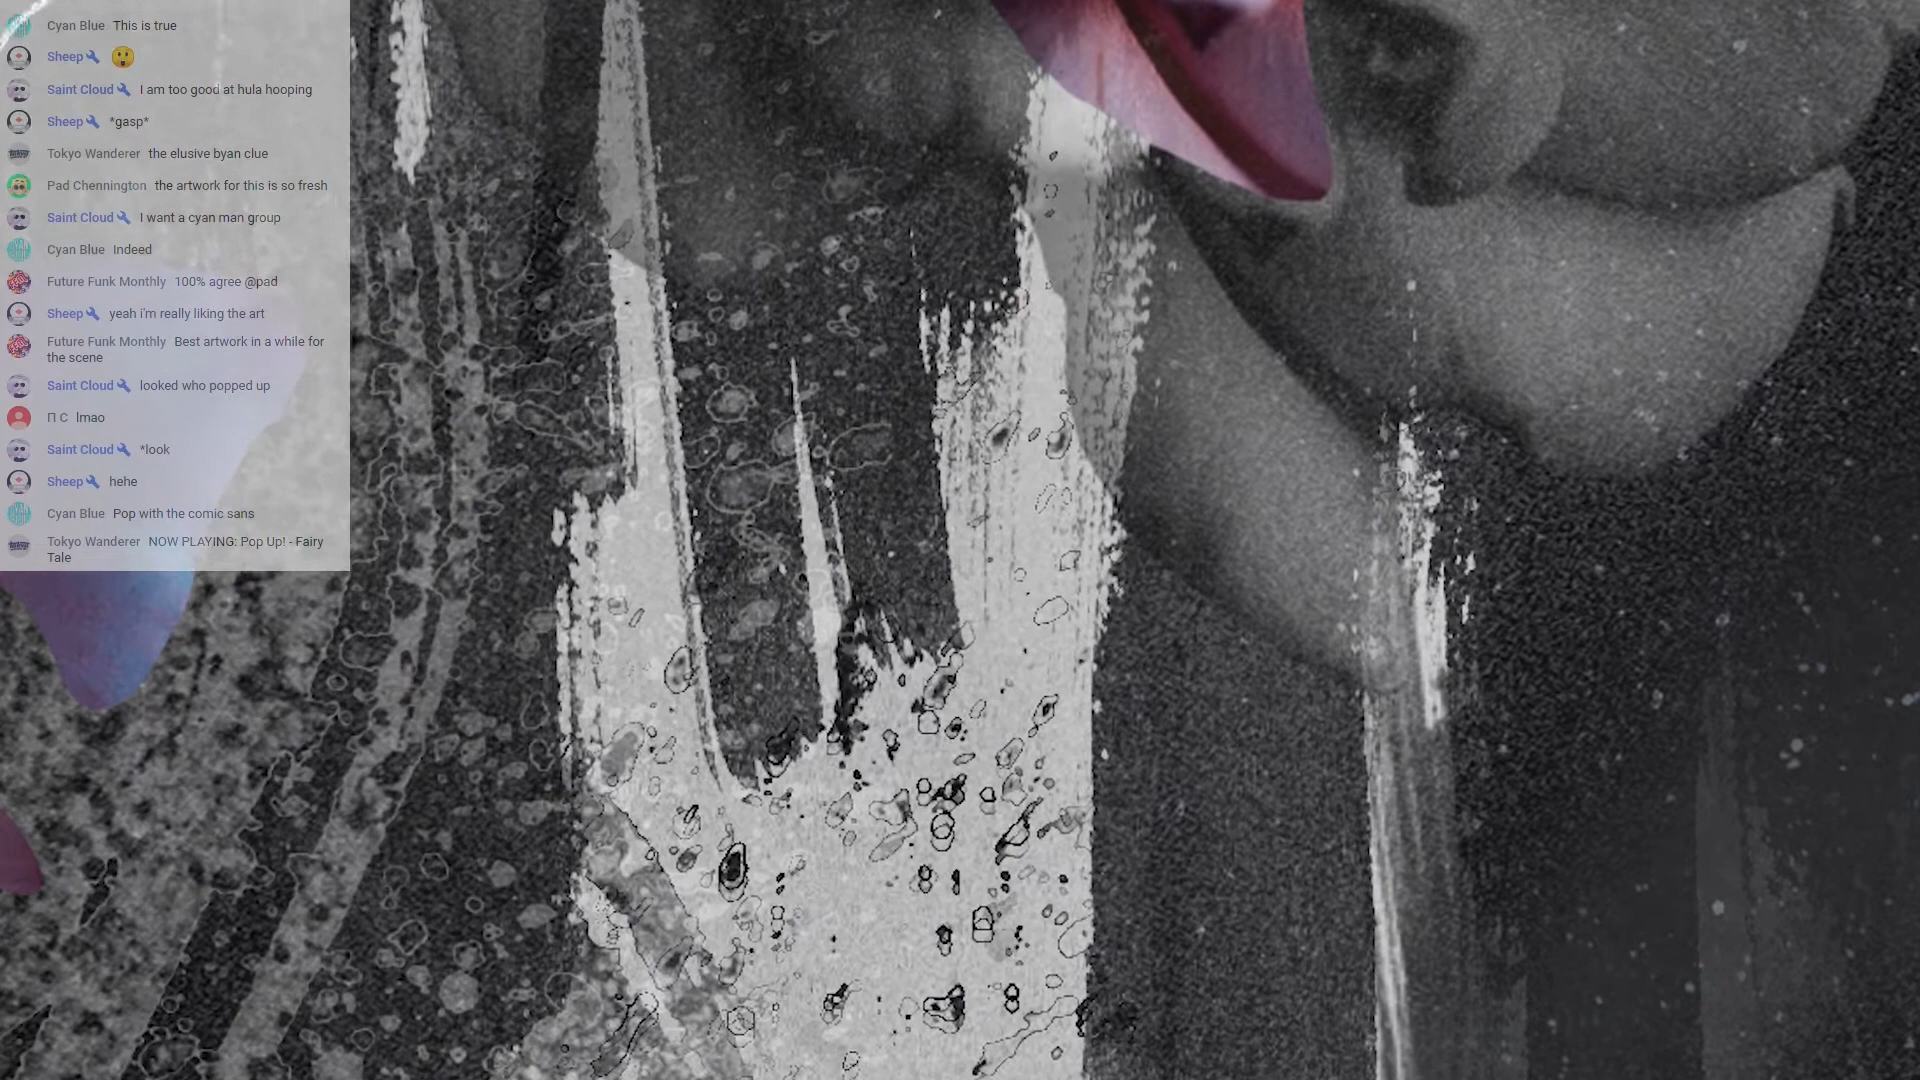 Cyan Blue This is true
Sheep 😲
Saint Cloud I am too good at hula hooping
Sheep *gasp*
Tokyo Wanderer the elusive byan clue
Pad Chennington the artwork for this is so fresh
Saint Cloud I want a cyan man group
Cyan Blue Indeed
Future Funk Monthly 100% agree @pad
Sheep yeah i'm really liking the art
Future Funk Monthly Best artwork in a while for
the scene
Saint Cloud looked who popped up
П С lmao
Saint Cloud *look
Sheep hehe
Cyan Blue Pop with the comic sans
Tokyo Wanderer NOW PLAYING: Pop Up! - Fairy
Tale